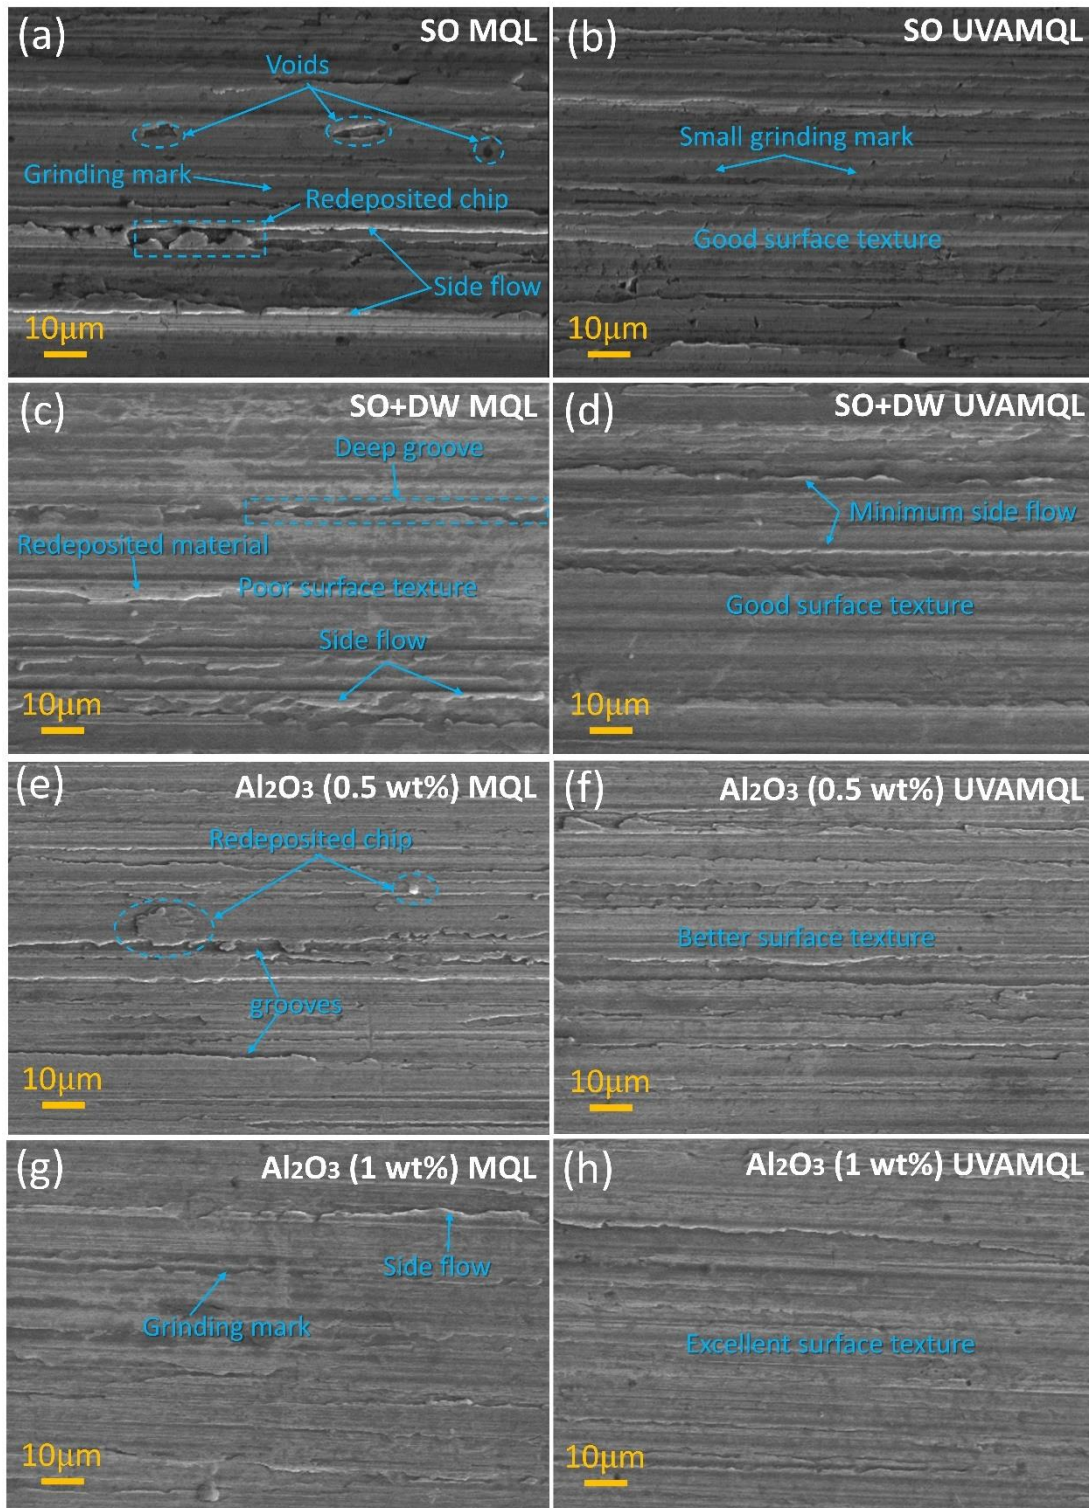 (a)
SO MQL
Voids
Grinding mark
Redeposited chip
Side flow
10μm
(b)
SO UVAMQL
Small grinding mark
Good surface texture
10μm
(c)
SO+DW MQL
Deep groove
Redeposited material
Poor surface texture
Side flow
10μm
(d)
SO+DW UVAMQL
Minimum side flow
Good surface texture
10μm
(e)
Al₂O₃ (0.5 wt%) MQL
Redeposited chip
grooves
10μm
(f)
Al₂O₃ (0.5 wt%) UVAMQL
Better surface texture
10μm
(g)
Al₂O₃ (1 wt%) MQL
Side flow
Grinding mark
10μm
(h)
Al₂O₃ (1 wt%) UVAMQL
Excellent surface texture
10μm